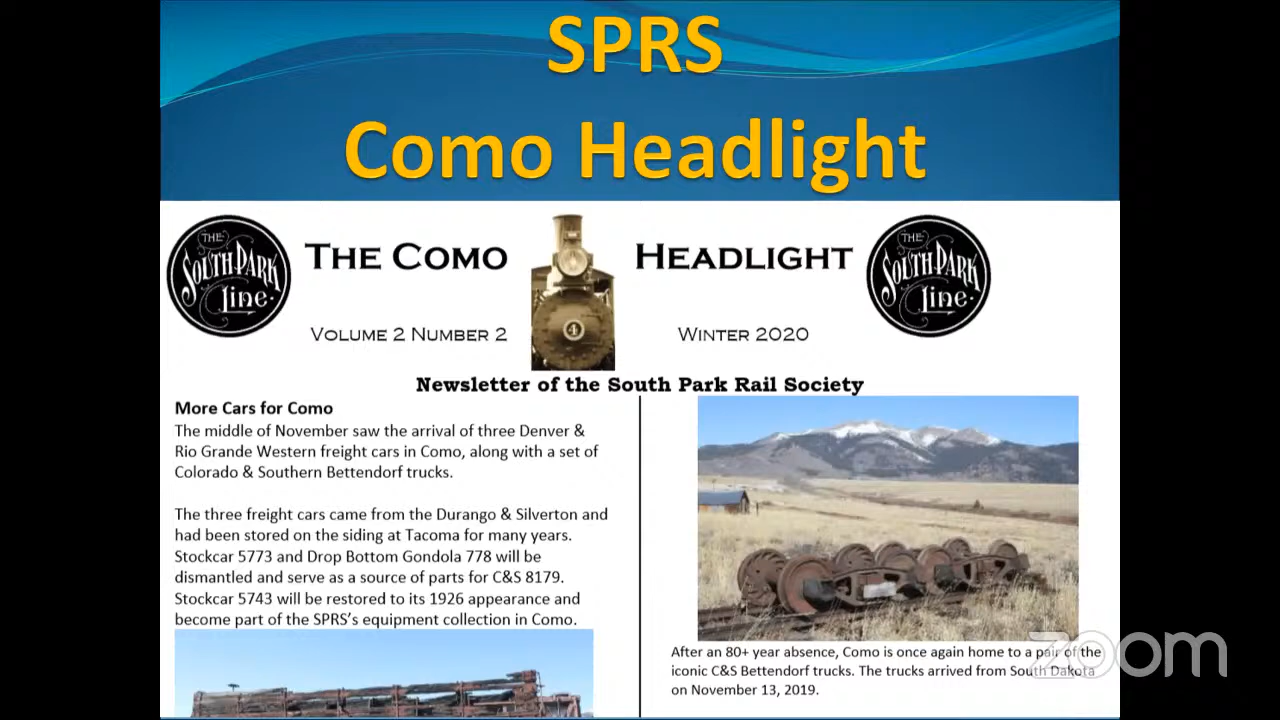 SPRS
Como Headlight
THE SOUTH PARK Line
THE COMO
HEADLIGHT
THE SOUTH PARK Line
VOLUME 2 NUMBER 2
4
WINTER 2020
Newsletter of the South Park Rail Society
More Cars for Como
The middle of November saw the arrival of three Denver &
Rio Grande Western freight cars in Como, along with a set of
Colorado & Southern Bettendorf trucks.
The three freight cars came from the Durango & Silverton and
had been stored on the siding at Tacoma for many years.
Stockcar 5773 and Drop Bottom Gondola 778 will be
dismantled and serve as a source of parts for C&S 8179.
Stockcar 5743 will be restored to its 1926 appearance and
become part of the SPRS's equipment collection in Como.
After an 80+ year absence, Como is once again home to a pair of the
iconic C&S Bettendorf trucks. The trucks arrived from South Dakota
on November 13, 2019.
zoom